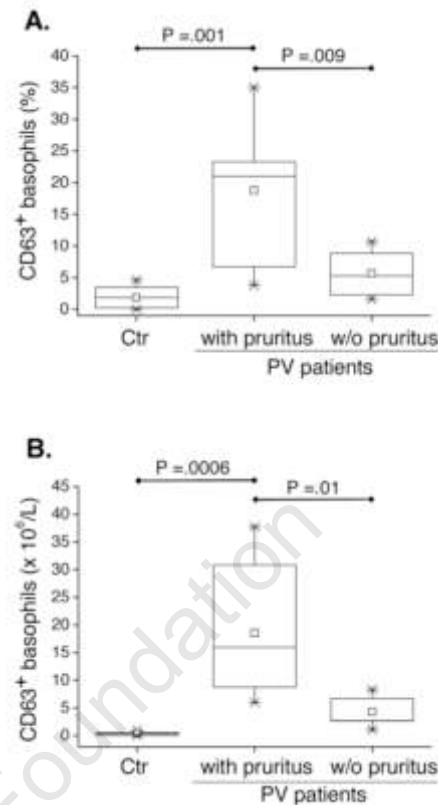 A.
P =.001
P =.009
CD63⁺ basophils (%)
40
35
30
25
20
15
10
5
0
Ctr with pruritus w/o pruritus
PV patients
B.
P =.0006
P =.01
CD63⁺ basophils (x 10⁶/L)
45
40
35
30
25
20
15
10
5
0
Ctr with pruritus w/o pruritus
PV patients
Foundation